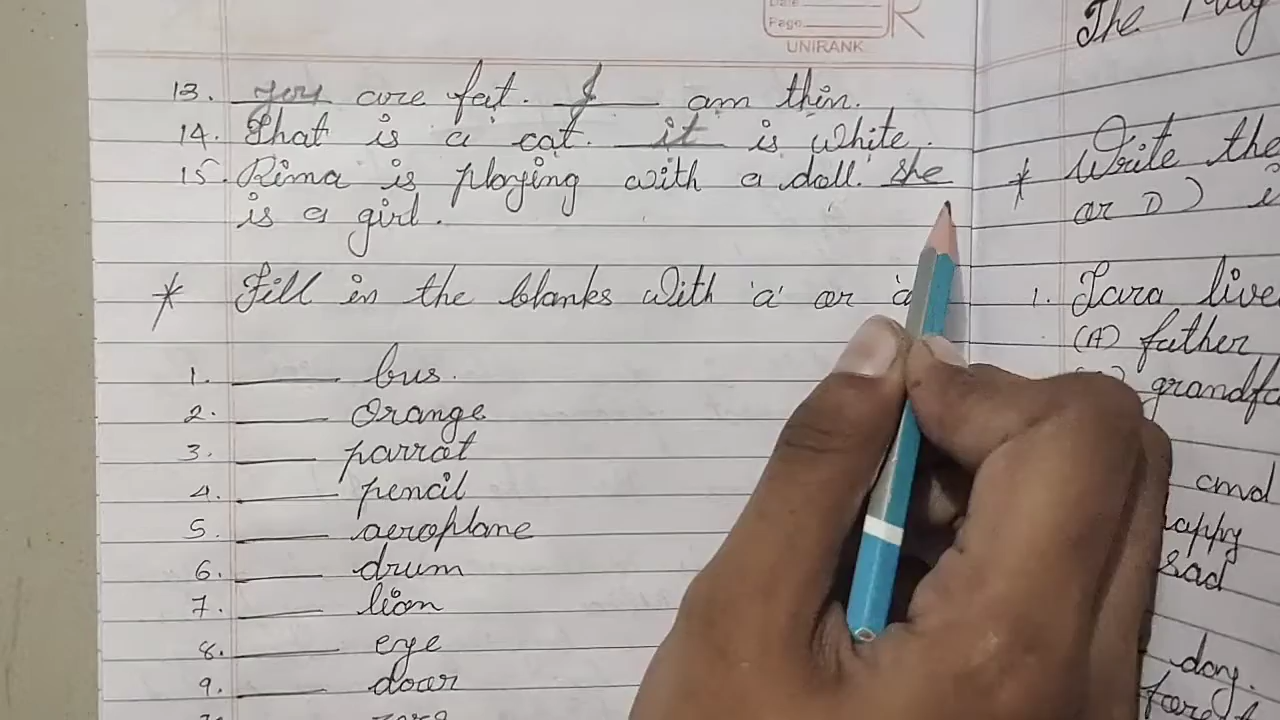 Date
Page
R
UNIRANK
13. you are fat. I am thin.
14. That is a cat. it is white.
15. Rima is playing with a doll. she
is a girl.
* Fill in the blanks with 'a' or 'a
1. bus.
2. Orange
3. parrot
4. pencil
5. aeroplane
6. drum
7. lion
8. eye
9. door
The
* Write the
or D) i
1. Tara live
(A) father
grandfa
and
appy
sad